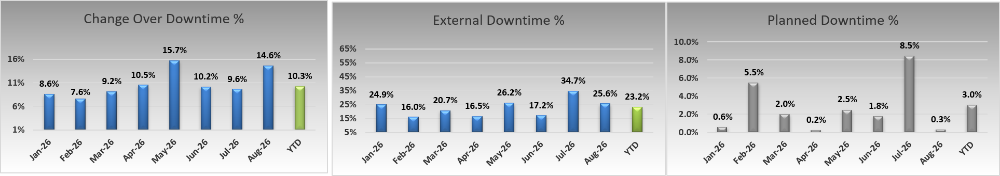 Change Over Downtime %
16%
11%
6%
1%
8.6%
7.6%
9.2%
10.5%
15.7%
10.2%
9.6%
14.6%
10.3%
Jan-26
Feb-26
Mar-26
Apr-26
May-26
Jun-26
Jul-26
Aug-26
YTD
External Downtime %
65%
55%
45%
35%
25%
15%
5%
24.9%
16.0%
20.7%
16.5%
26.2%
17.2%
34.7%
25.6%
23.2%
Jan-26
Feb-26
Mar-26
Apr-26
May-26
Jun-26
Jul-26
Aug-26
YTD
Planned Downtime %
10.0%
8.0%
6.0%
4.0%
2.0%
0.0%
0.6%
5.5%
2.0%
0.2%
2.5%
1.8%
8.5%
0.3%
3.0%
Jan-26
Feb-26
Mar-26
Apr-26
May-26
Jun-26
Jul-26
Aug-26
YTD